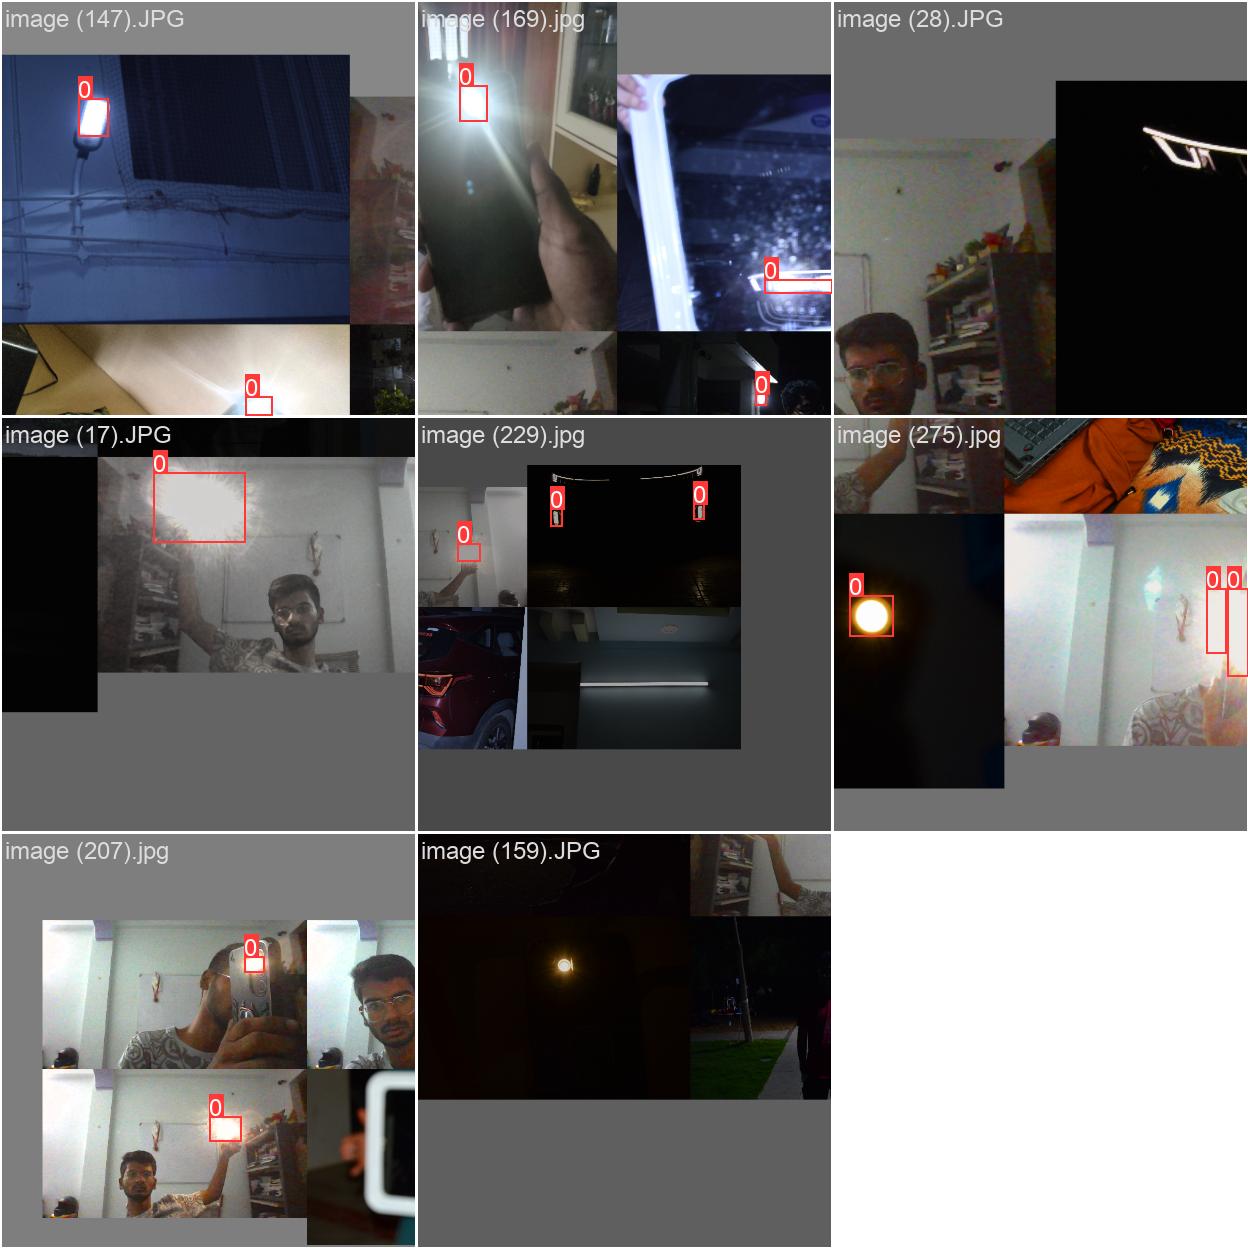 image (147).JPG
image (169).jpg
image (28).JPG
0
0
0
0
0
image (17).JPG
image (229).jpg
image (275).jpg
0
0
0
0
0
0 0
image (207).jpg
image (159).JPG
0
0